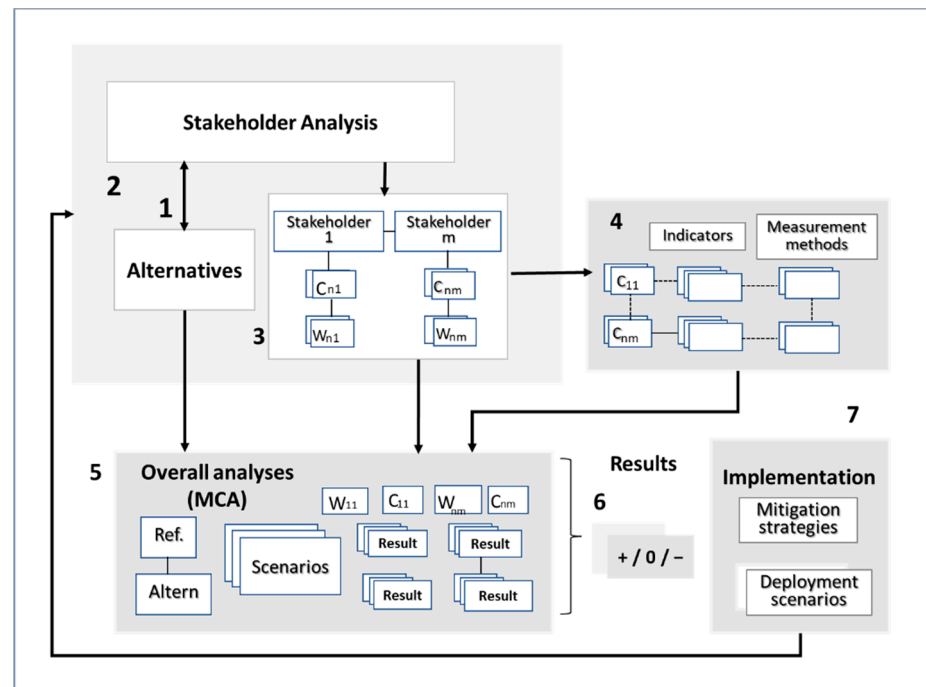 Stakeholder Analysis
2
1
Alternatives
Stakeholder
1
Stakeholder
m
Cn1
Cnm
3
Wn1
Wnm
4
Indicators
Measurement
methods
C11
Cnm
7
5
Overall analyses
(MCA)
W11
C11
Wnm
Cnm
Ref.
Altern
Scenarios
Result
Result
Result
Result
Results
6
+ / 0 / −
Implementation
Mitigation
strategies
Deployment
scenarios